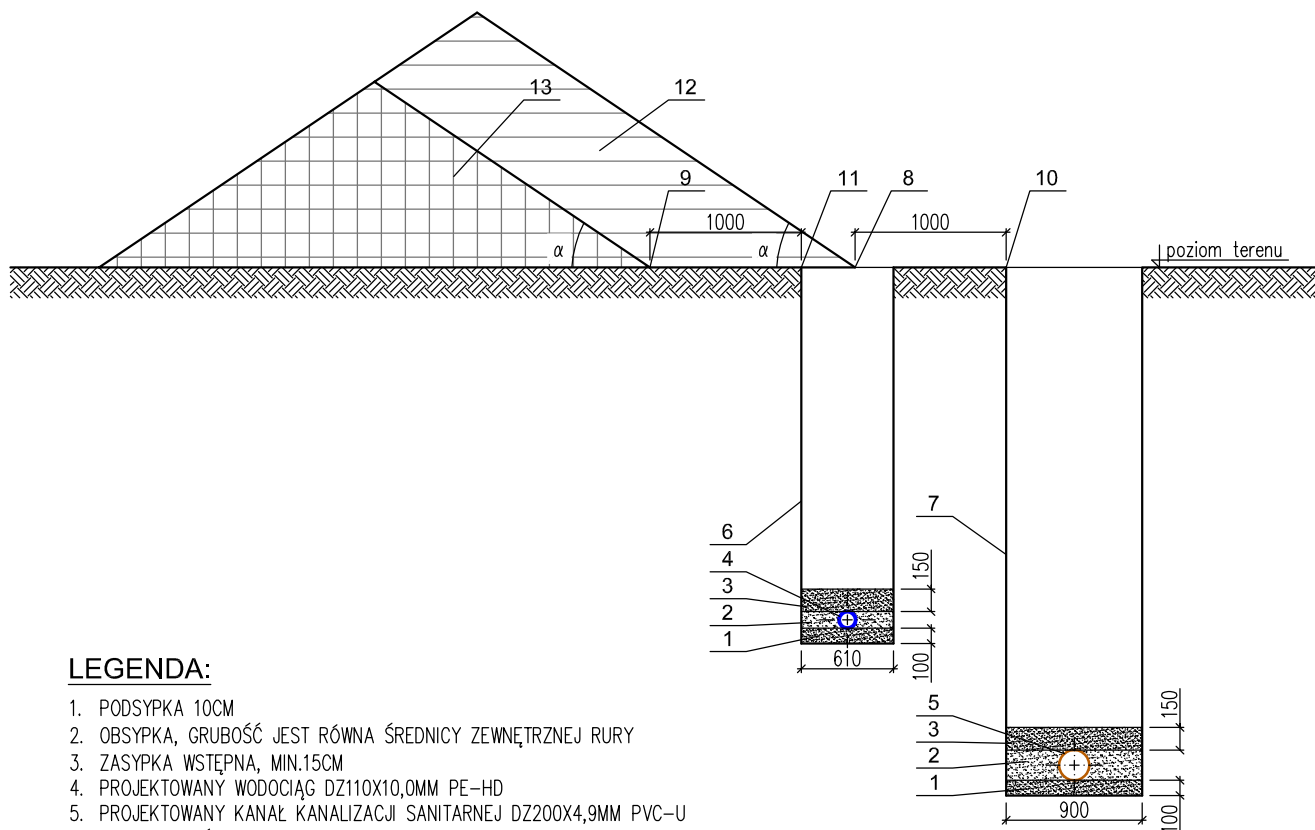 13
12
9
11
8
10
1000
1000
α
α
poziom terenu
6
4
3
2
1
7
150
610
100
5
3
2
1
150
900
100
LEGENDA:
1. PODSYPKA 10CM
2. OBSYPKA, GRUBOŚĆ JEST RÓWNA ŚREDNICY ZEWNĘTRZNEJ RURY
3. ZASYPKA WSTĘPNA, MIN.15CM
4. PROJEKTOWANY WODOCIĄG DZ110X10,0MM PE-HD
5. PROJEKTOWANY KANAŁ KANALIZACJI SANITARNEJ DZ200X4,9MM PVC-U